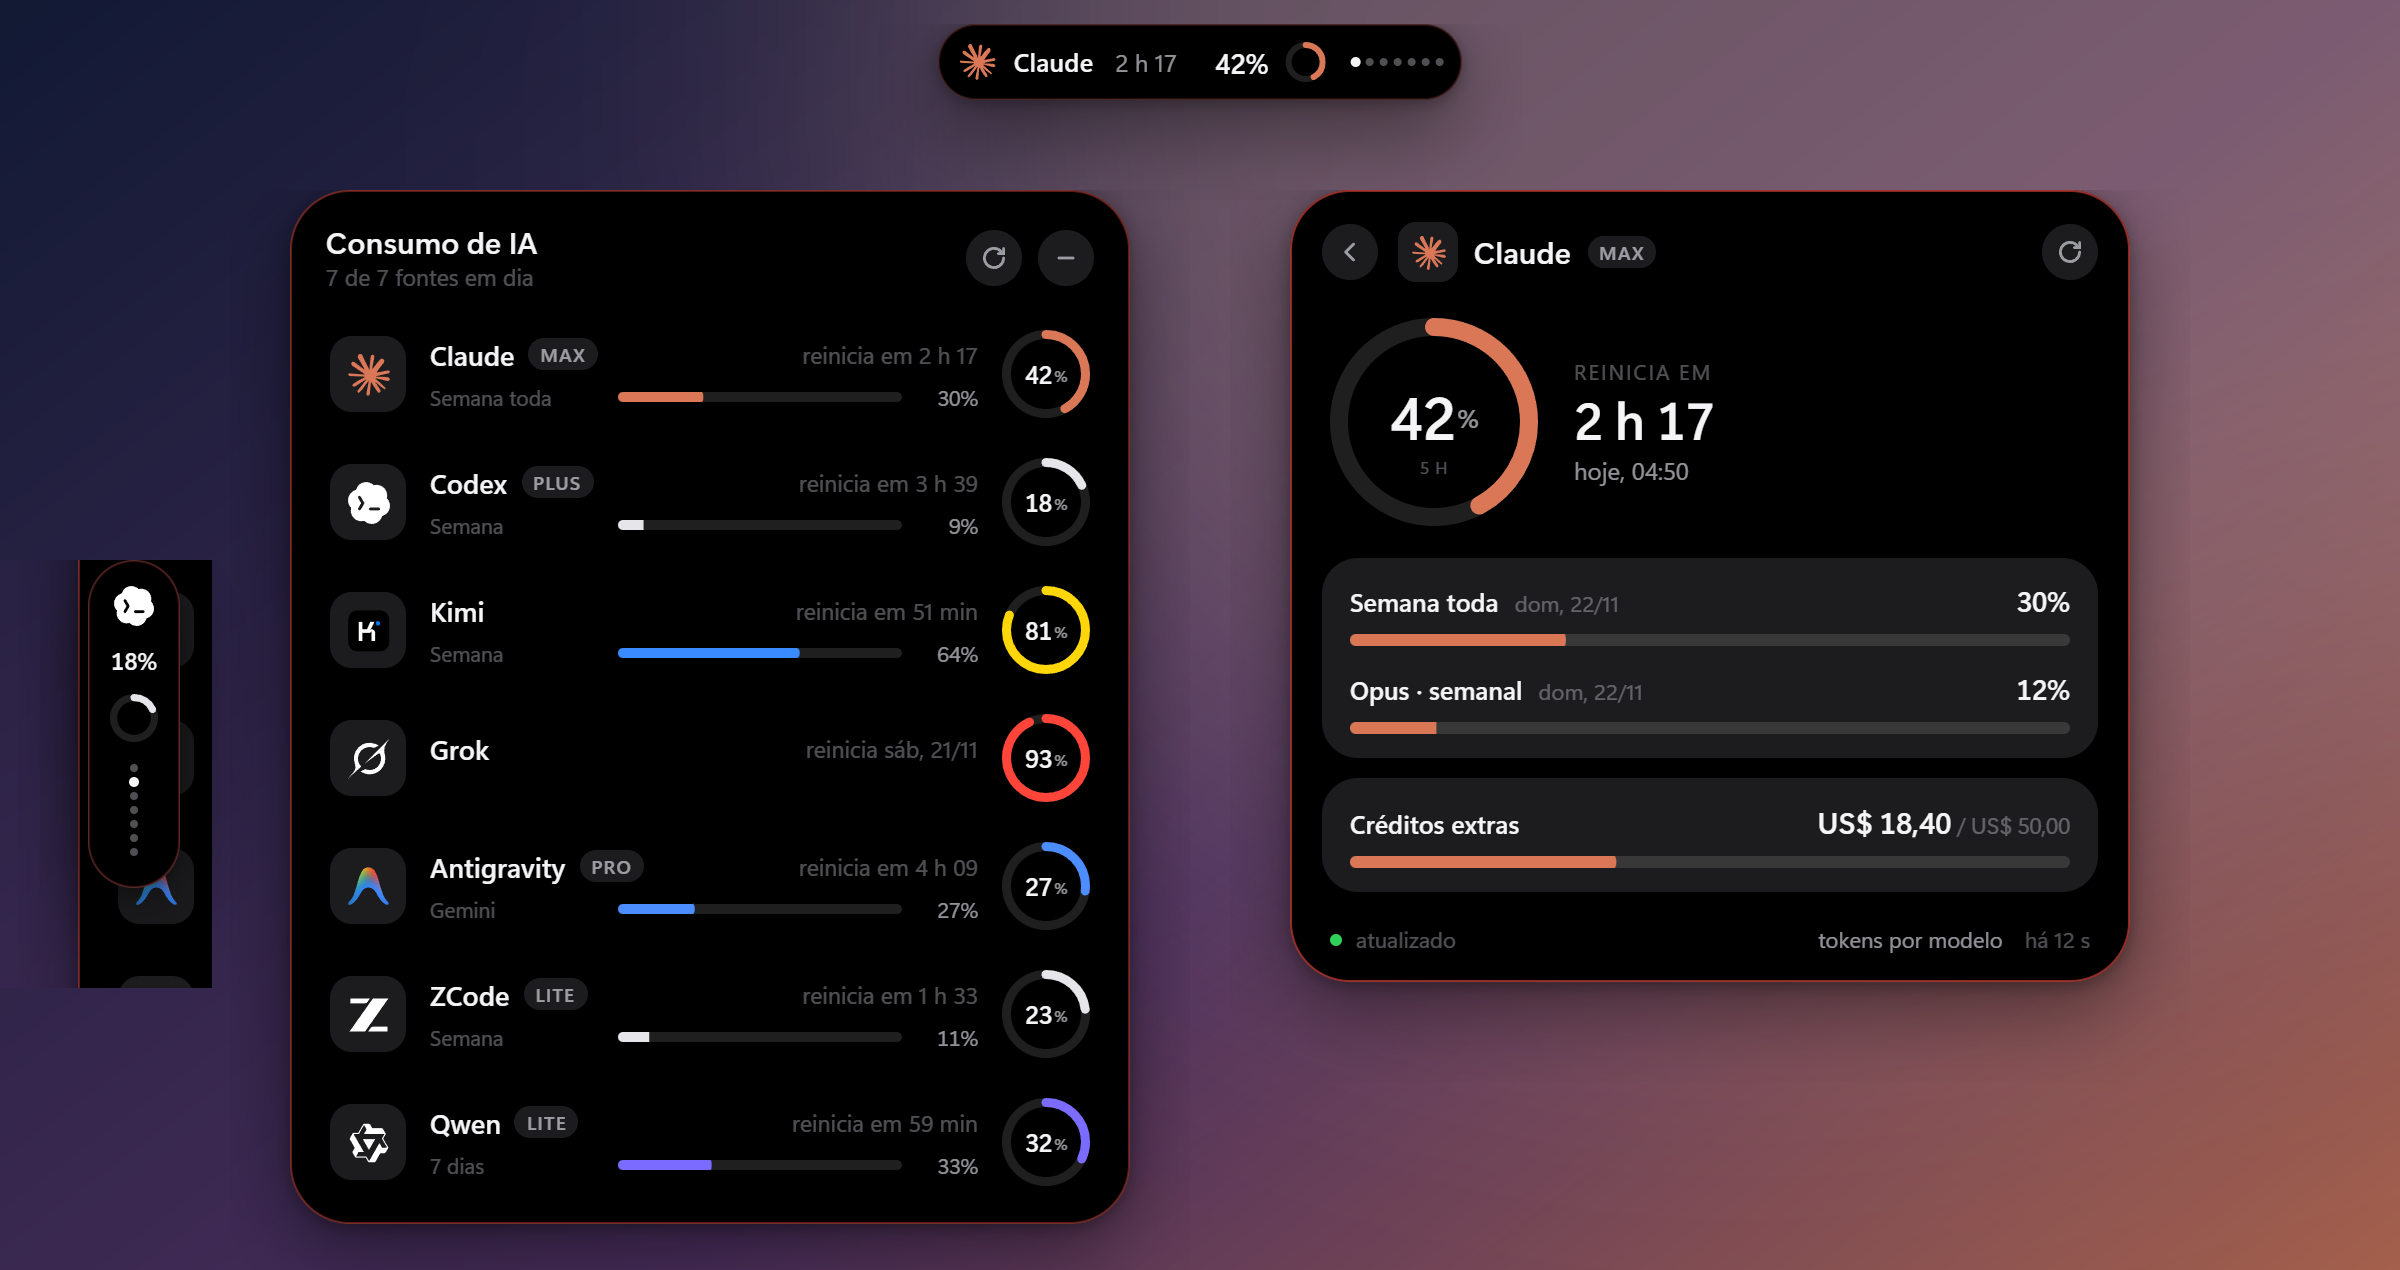 Claude 2 h 17 42%
Consumo de IA
7 de 7 fontes em dia
Claude MAX reinicia em 2 h 17 42%
Semana toda 30%
Codex PLUS reinicia em 3 h 39 18%
Semana 9%
Kimi reinicia em 51 min 81%
Semana 64%
Grok reinicia sáb, 21/11 93%
Antigravity PRO reinicia em 4 h 09 27%
Gemini 27%
ZCode LITE reinicia em 1 h 33 23%
Semana 11%
Qwen LITE reinicia em 59 min 32%
7 dias 33%
18%
Claude MAX
42%
5 H
REINICIA EM
2 h 17
hoje, 04:50
Semana toda dom, 22/11 30%
Opus · semanal dom, 22/11 12%
Créditos extras US$ 18,40 / US$ 50,00
atualizado tokens por modelo há 12 s